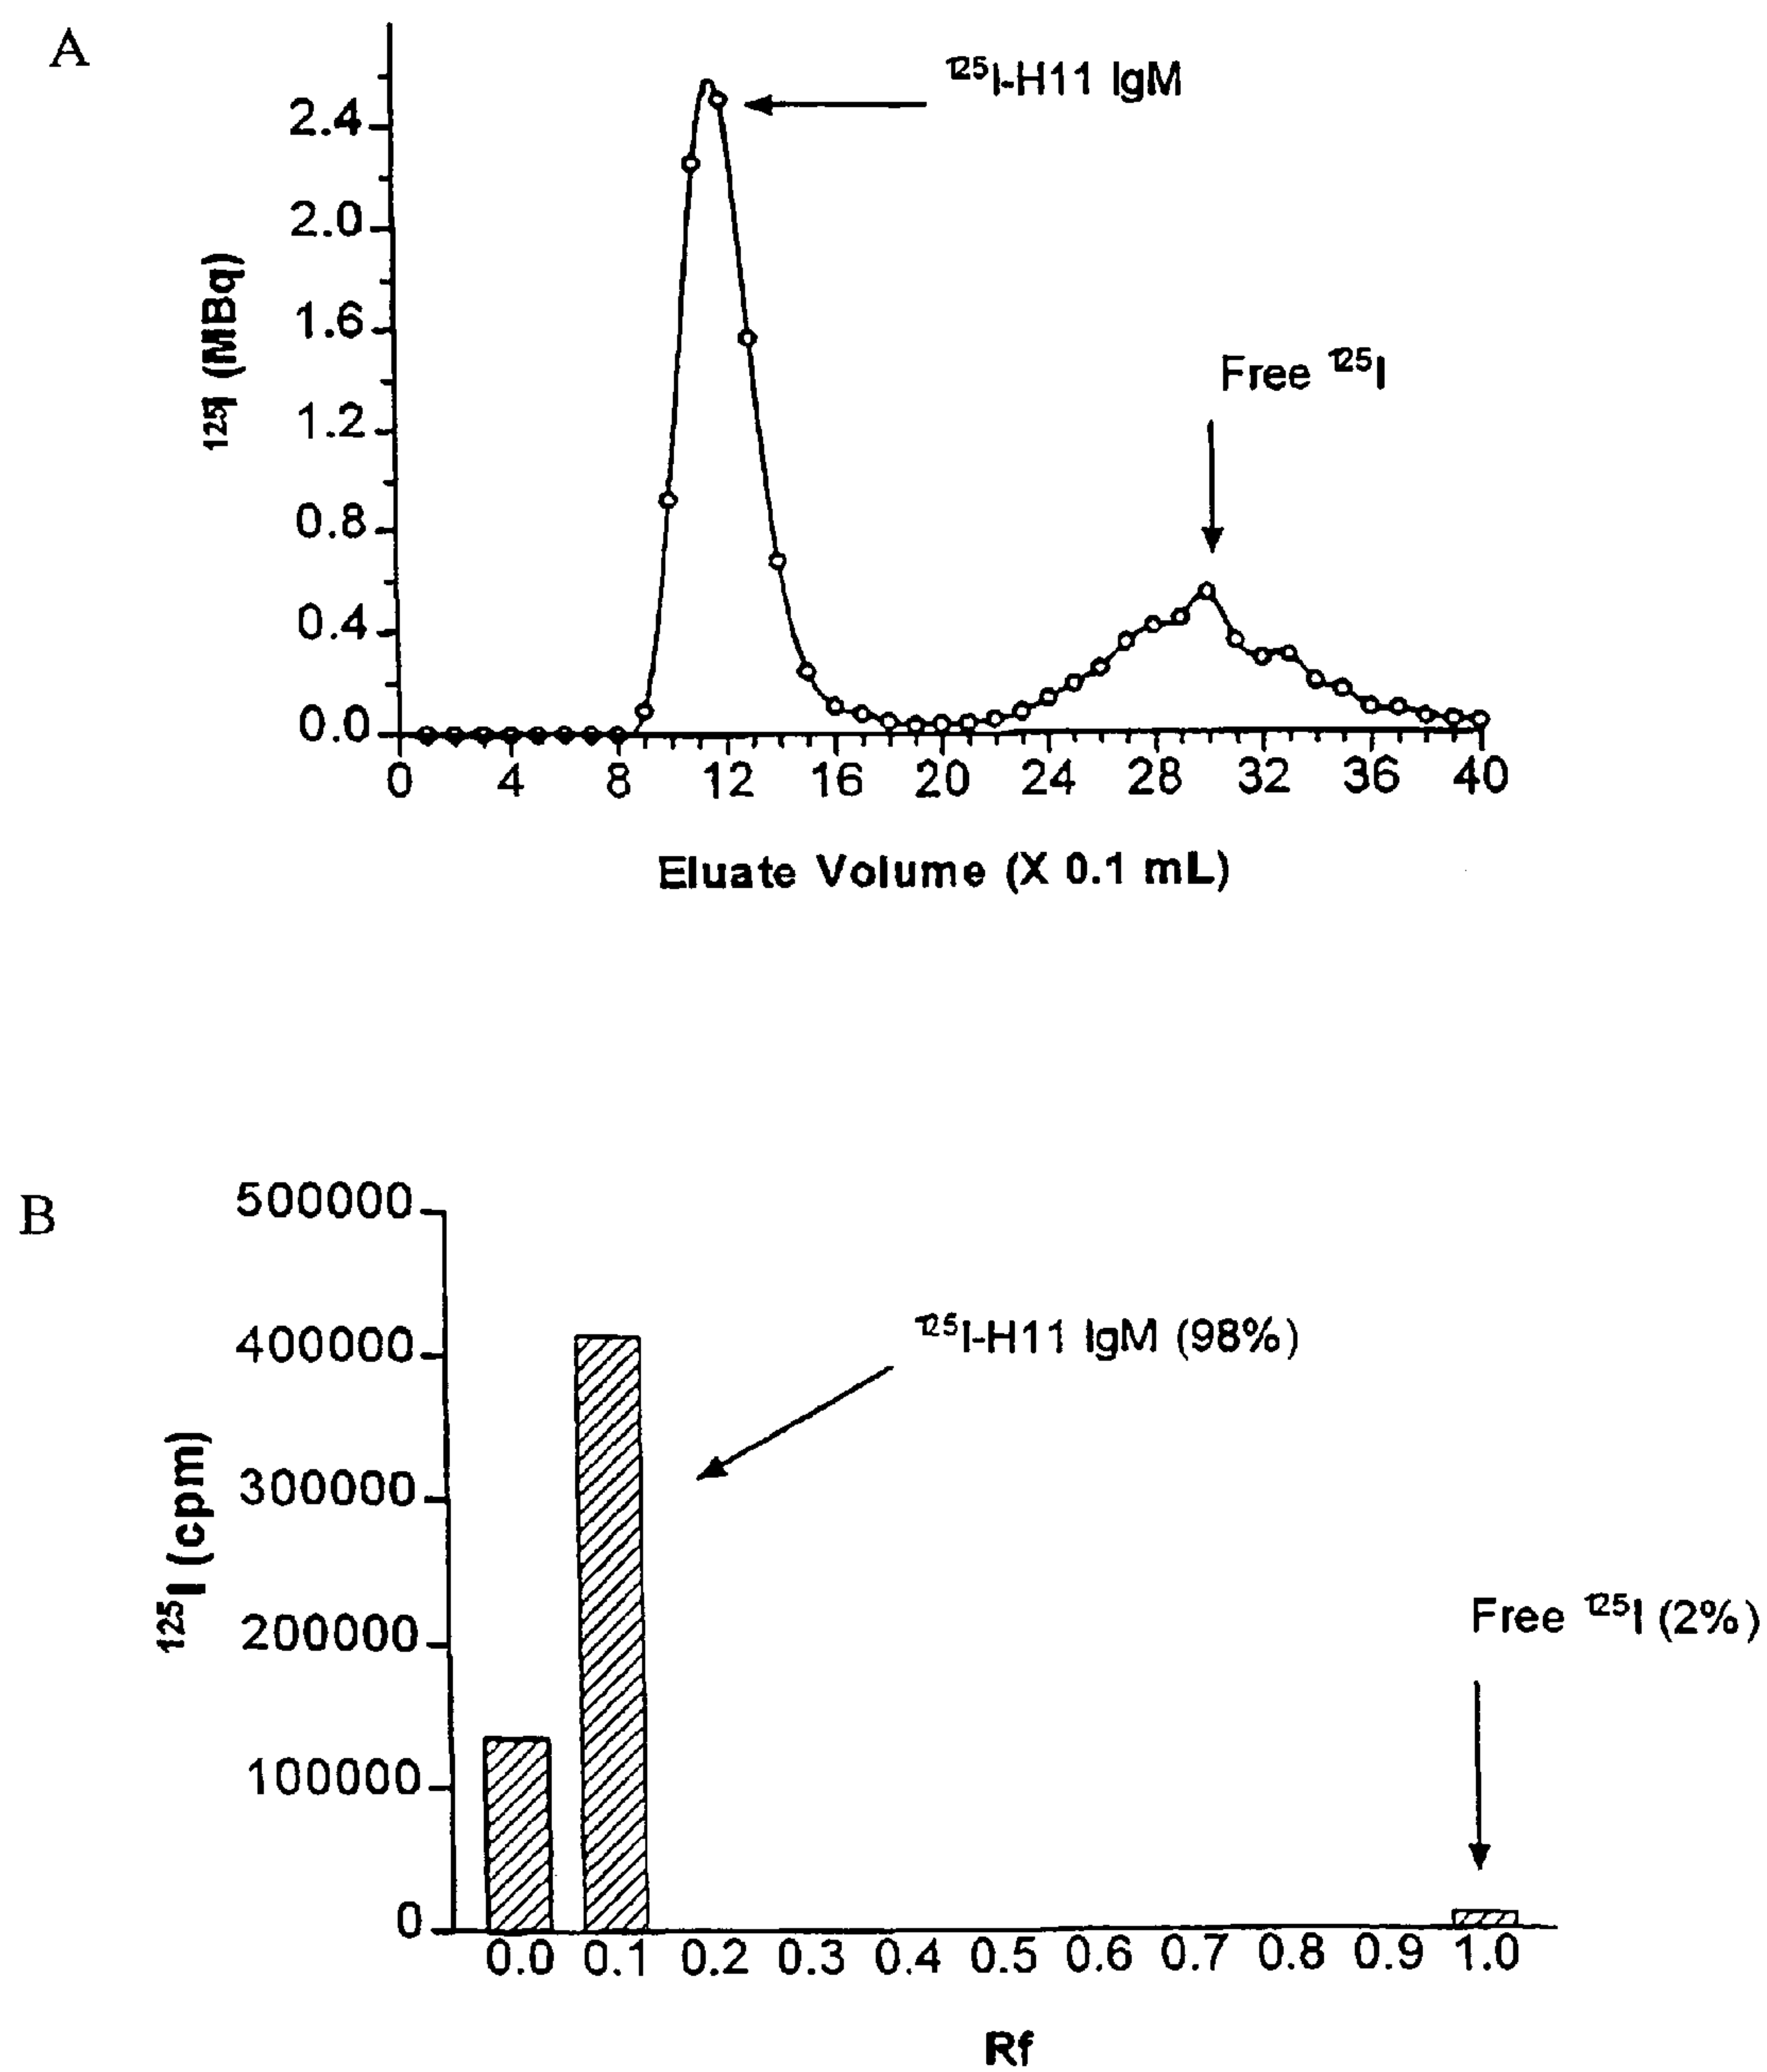 A
¹²⁵I-H11 IgM
2.4
2.0
1.6
1.2
0.8
0.4
0.0
¹²⁵I (MBq)
Free ¹²⁵I
0 4 8 12 16 20 24 28 32 36 40
Eluate Volume (X 0.1 mL)
B
500000
400000
300000
200000
100000
0
¹²⁵I (cpm)
¹²⁵I-H11 IgM (98%)
Free ¹²⁵I (2%)
0.0 0.1 0.2 0.3 0.4 0.5 0.6 0.7 0.8 0.9 1.0
Rf